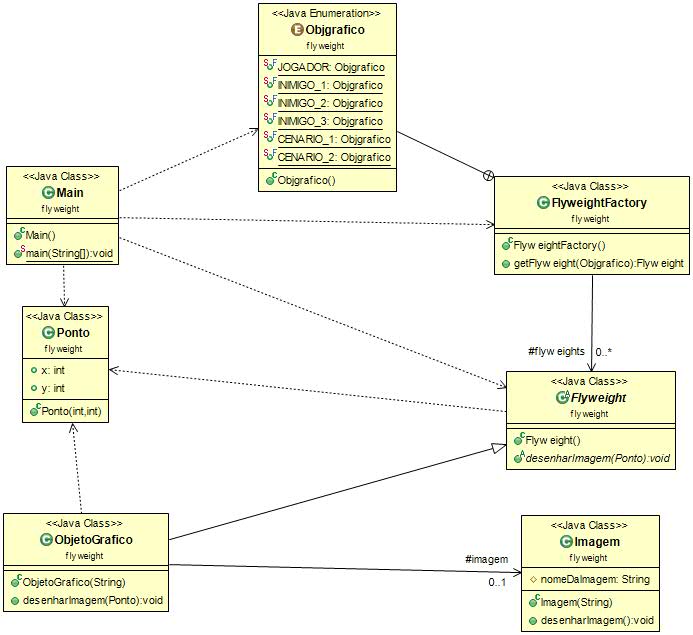 <<Java Enumeration>>
Objgrafico
flyweight
JOGADOR: Objgrafico
INIMIGO_1: Objgrafico
INIMIGO_2: Objgrafico
INIMIGO_3: Objgrafico
CENARIO_1: Objgrafico
CENARIO_2: Objgrafico
Objgrafico()
<<Java Class>>
Main
flyweight
Main()
main(String[]):void
<<Java Class>>
FlyweightFactory
flyweight
FlyweightFactory()
getFlyweight(Objgrafico):Flyweight
<<Java Class>>
Ponto
flyweight
x: int
y: int
Ponto(int,int)
#flyweights 0..*
<<Java Class>>
Flyweight
flyweight
Flyweight()
desenharImagem(Ponto):void
<<Java Class>>
ObjetoGrafico
flyweight
ObjetoGrafico(String)
desenharImagem(Ponto):void
#imagem
0..1
<<Java Class>>
Imagem
flyweight
nomeDaImagem: String
Imagem(String)
desenharImagem():void